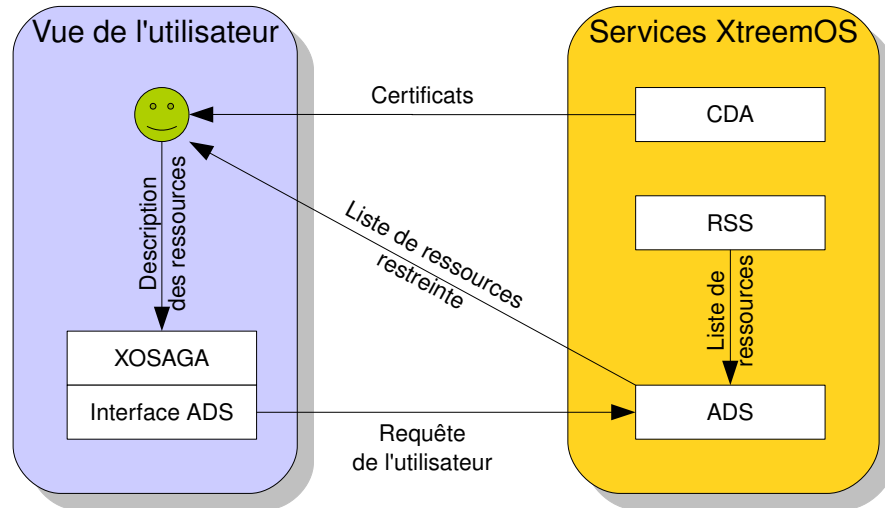 Vue de l'utilisateur
Services XtreemOS
Certificats
CDA
RSS
Description
des ressources
Liste de ressources
restreinte
Liste de
ressources
XOSAGA
Interface ADS
ADS
Requête
de l'utilisateur